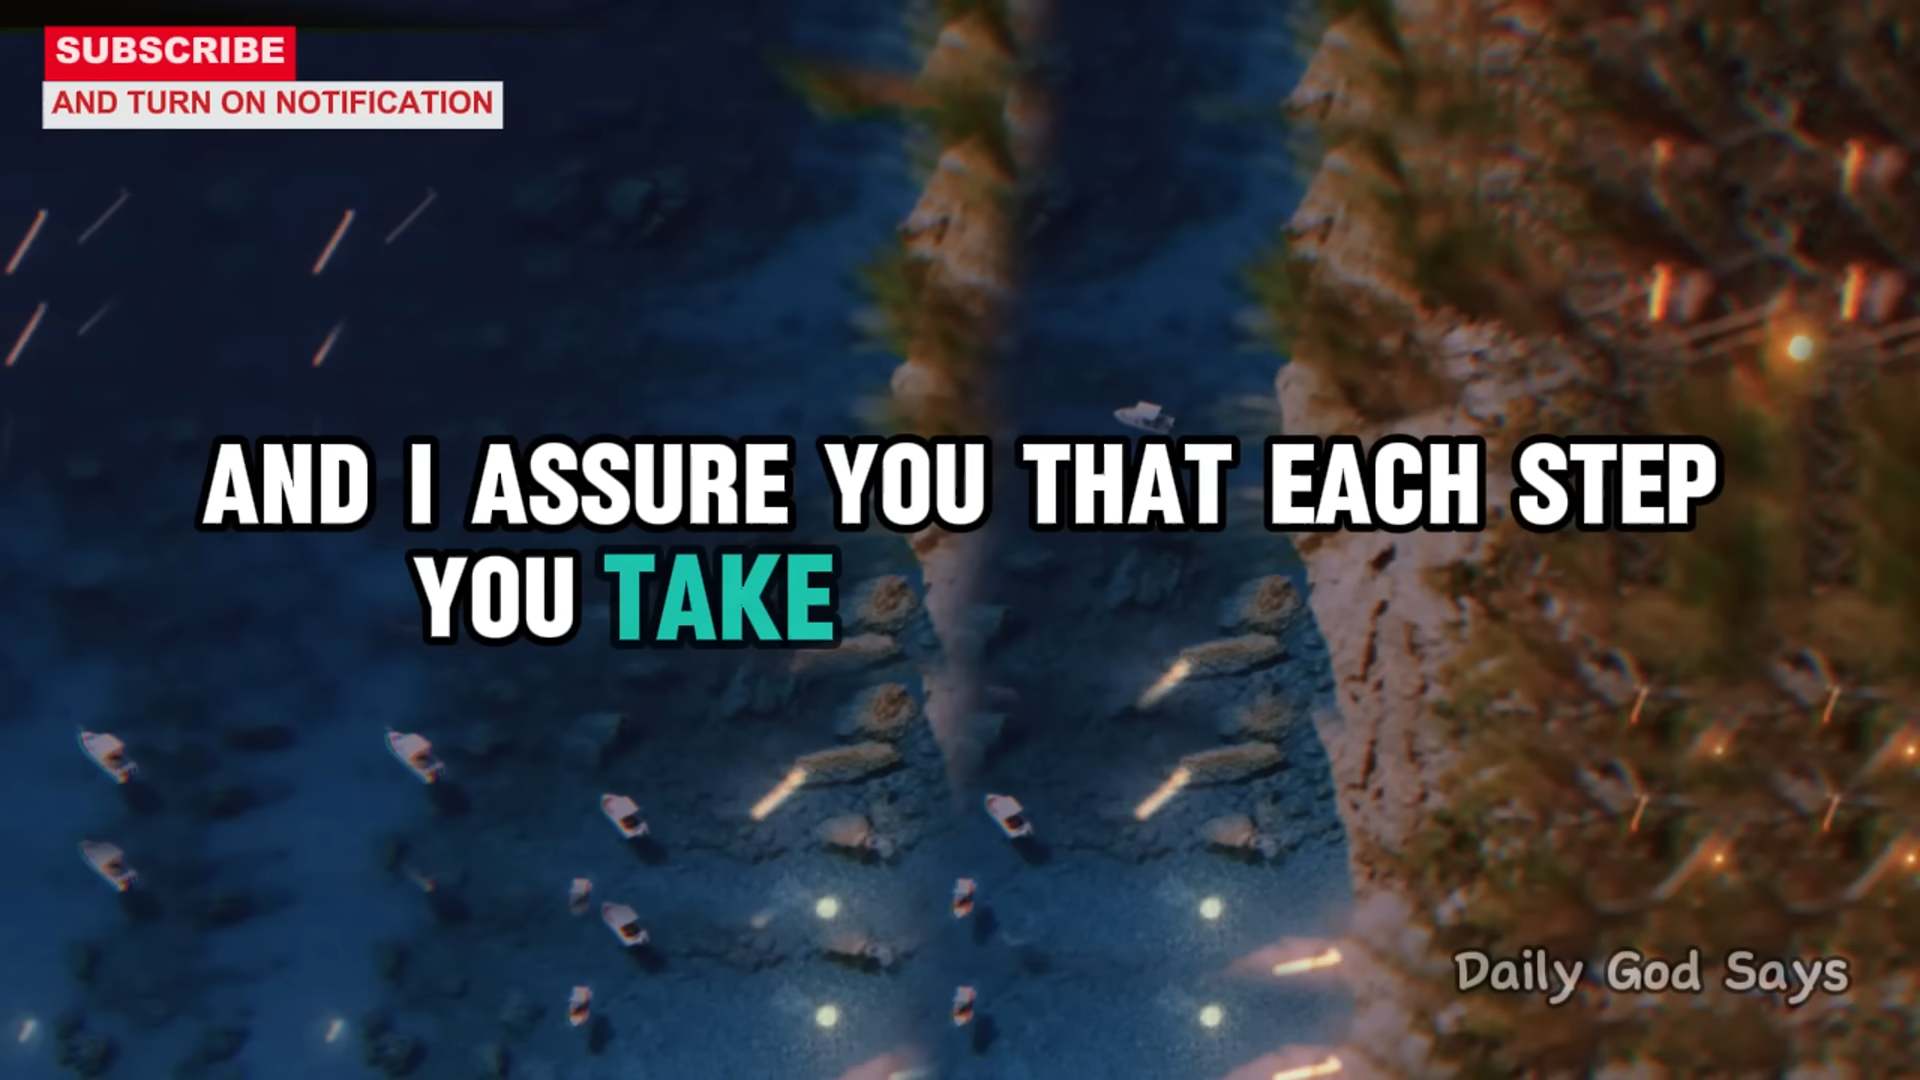 SUBSCRIBE
AND TURN ON NOTIFICATION
AND I ASSURE YOU THAT EACH STEP
YOU TAKE
Daily God Says